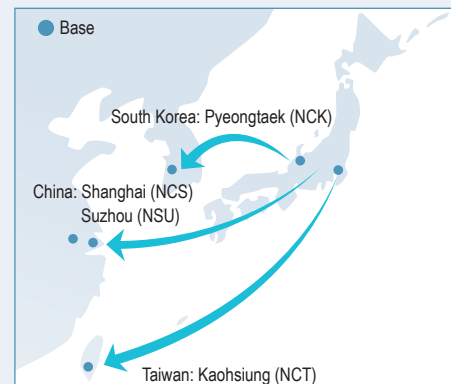 Base
South Korea: Pyeongtaek (NCK)
China: Shanghai (NCS)
Suzhou (NSU)
Taiwan: Kaohsiung (NCT)